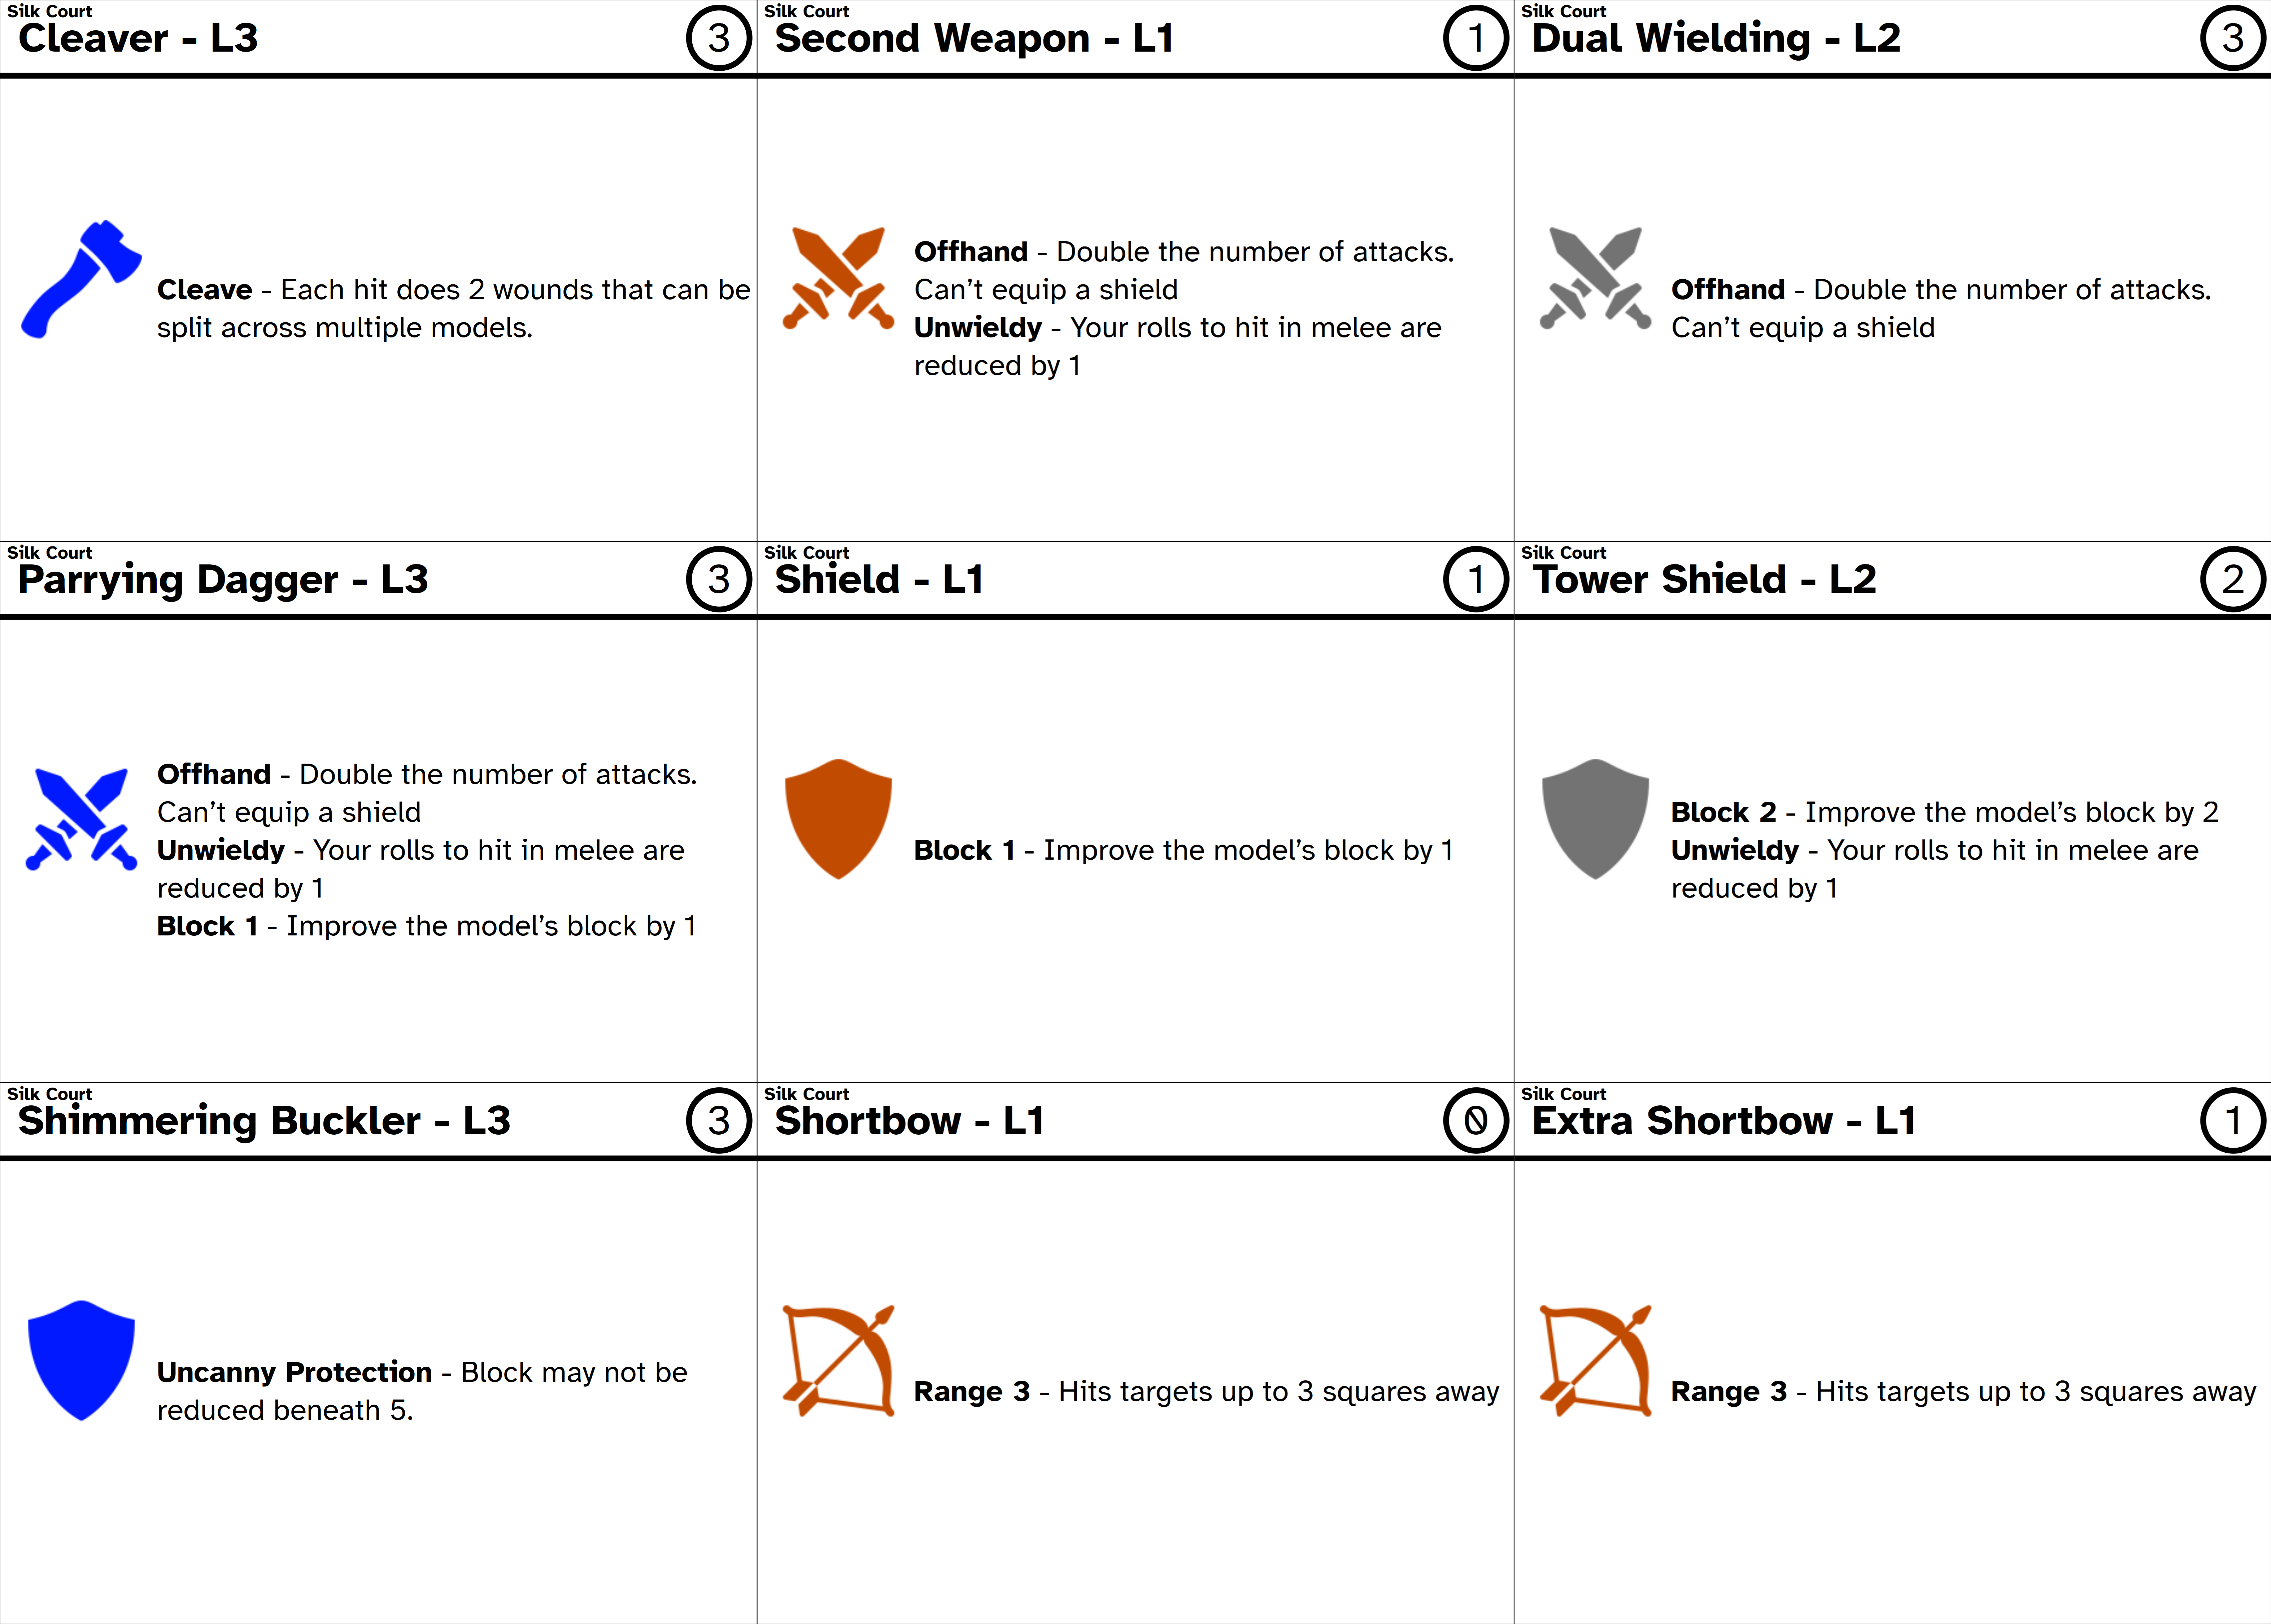 Silk Court
Cleaver - L3
3
Cleave - Each hit does 2 wounds that can be
split across multiple models.
Silk Court
Second Weapon - L1
1
Offhand - Double the number of attacks.
Can’t equip a shield
Unwieldy - Your rolls to hit in melee are
reduced by 1
Silk Court
Dual Wielding - L2
3
Offhand - Double the number of attacks.
Can’t equip a shield
Silk Court
Parrying Dagger - L3
3
Offhand - Double the number of attacks.
Can’t equip a shield
Unwieldy - Your rolls to hit in melee are
reduced by 1
Block 1 - Improve the model’s block by 1
Silk Court
Shield - L1
1
Block 1 - Improve the model’s block by 1
Silk Court
Tower Shield - L2
2
Block 2 - Improve the model’s block by 2
Unwieldy - Your rolls to hit in melee are
reduced by 1
Silk Court
Shimmering Buckler - L3
3
Uncanny Protection - Block may not be
reduced beneath 5.
Silk Court
Shortbow - L1
0
Range 3 - Hits targets up to 3 squares away
Silk Court
Extra Shortbow - L1
1
Range 3 - Hits targets up to 3 squares away